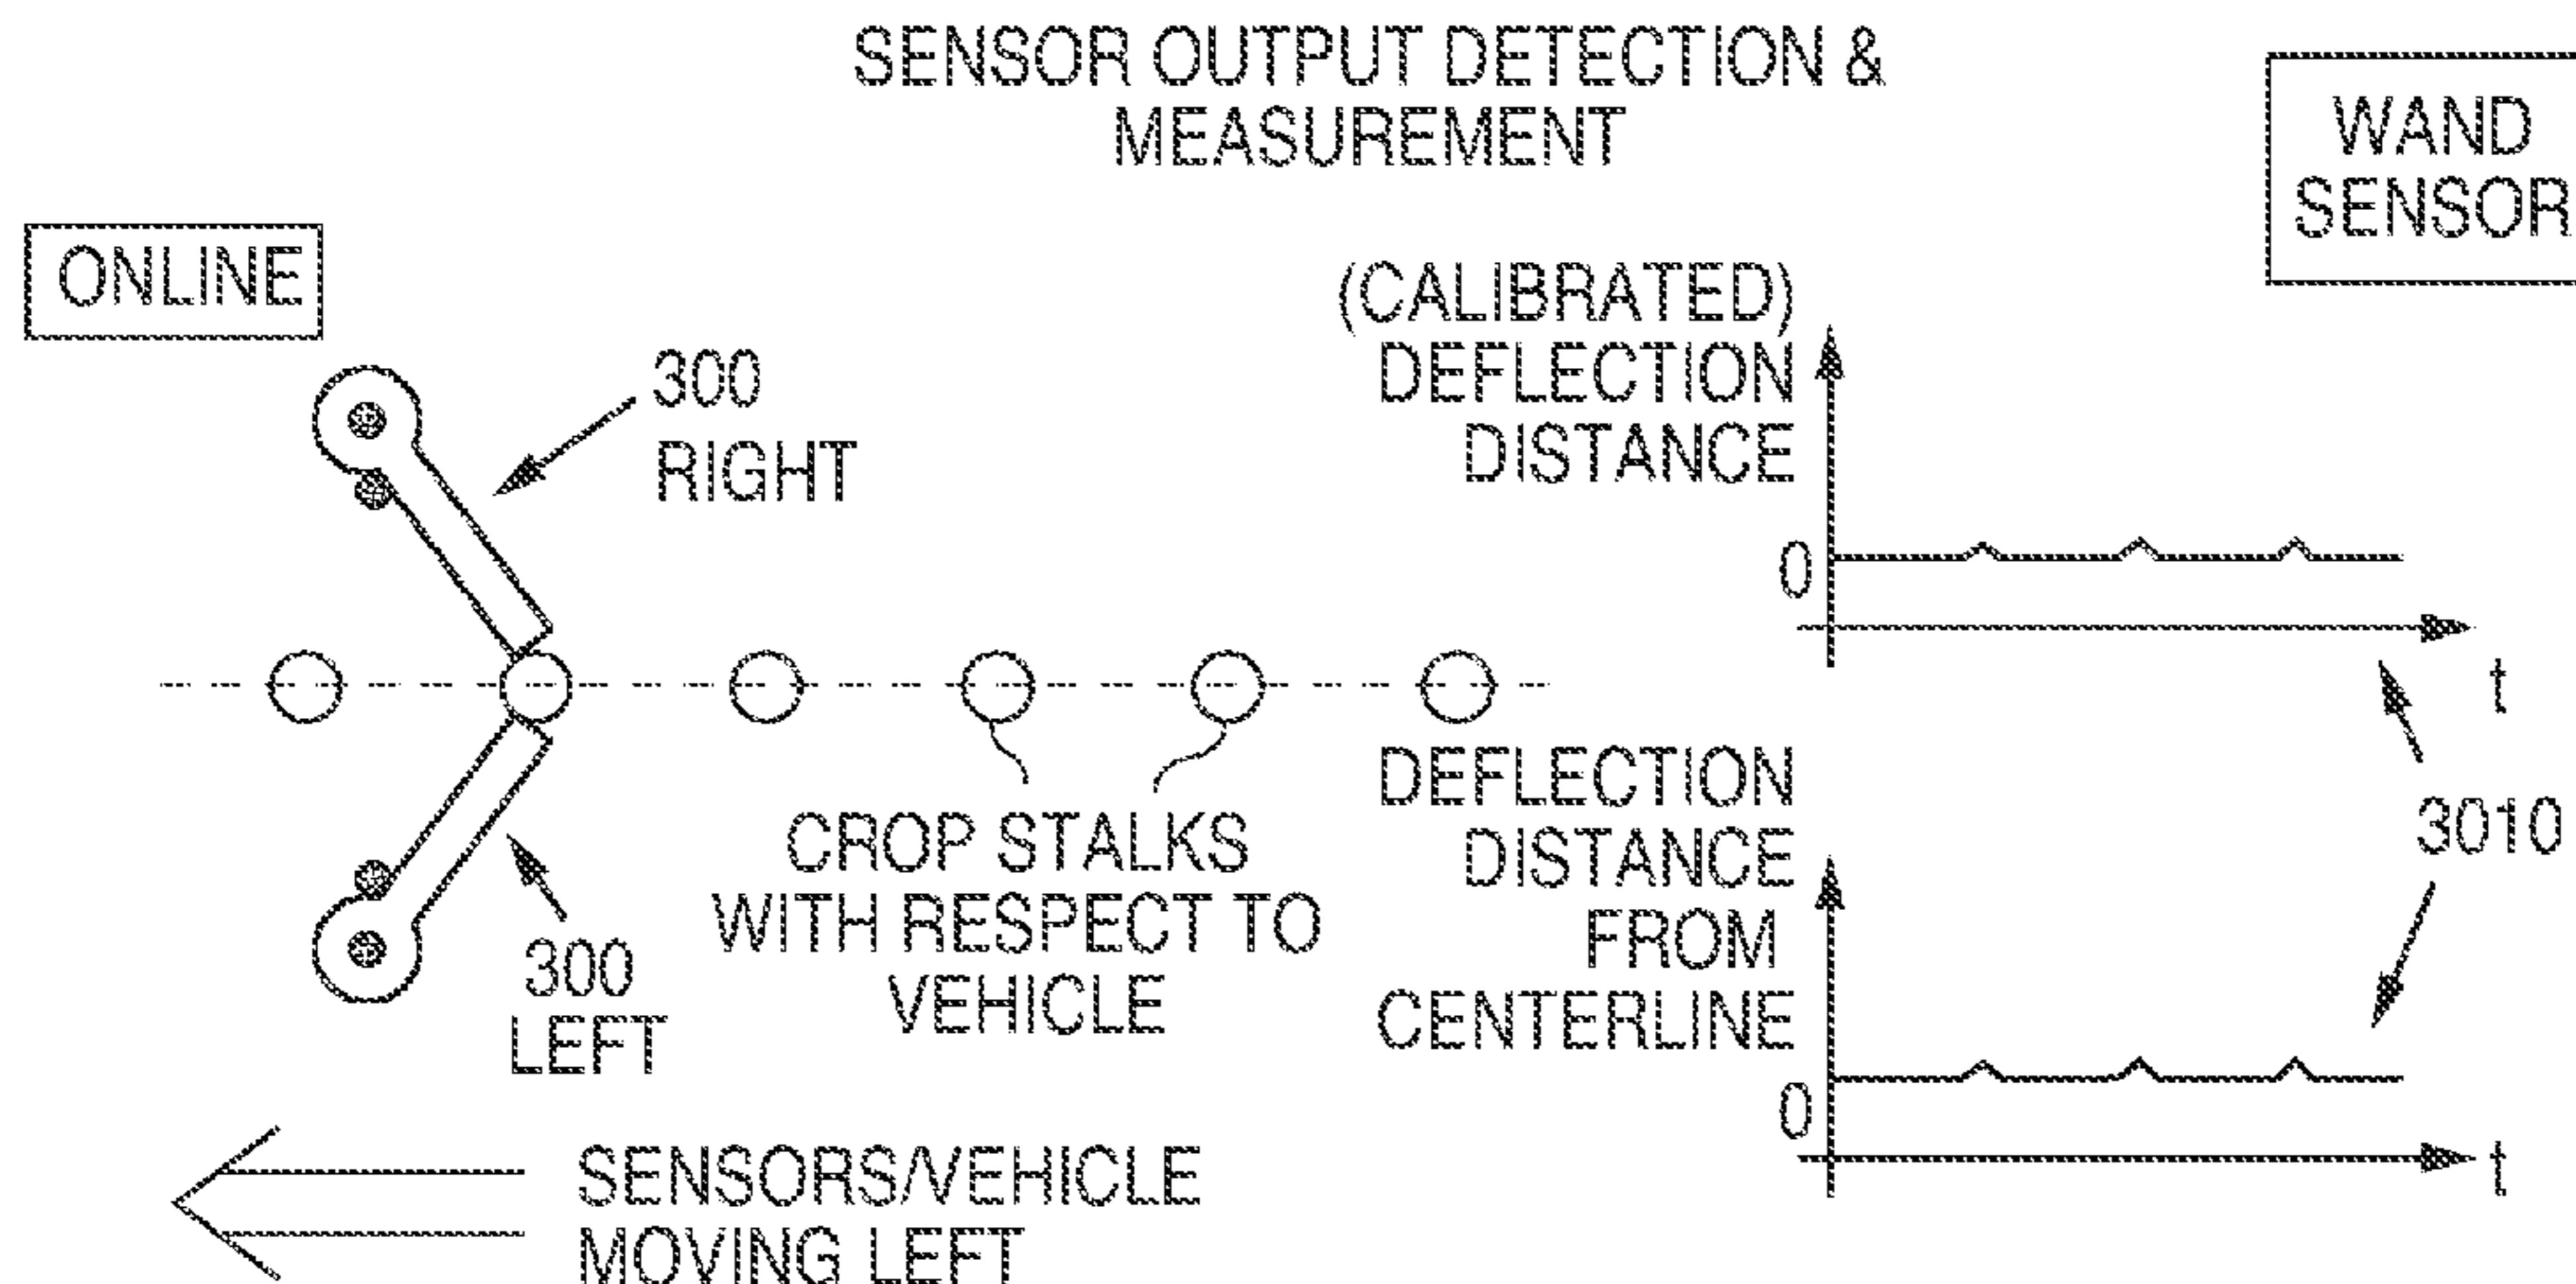 SENSOR OUTPUT DETECTION &
MEASUREMENT
WAND
SENSOR
ONLINE
300
RIGHT
(CALIBRATED)
DEFLECTION
DISTANCE
0
t
CROP STALKS
WITH RESPECT TO
VEHICLE
300
LEFT
DEFLECTION
DISTANCE
FROM
CENTERLINE
0
t
3010
SENSORS/VEHICLE
MOVING LEFT